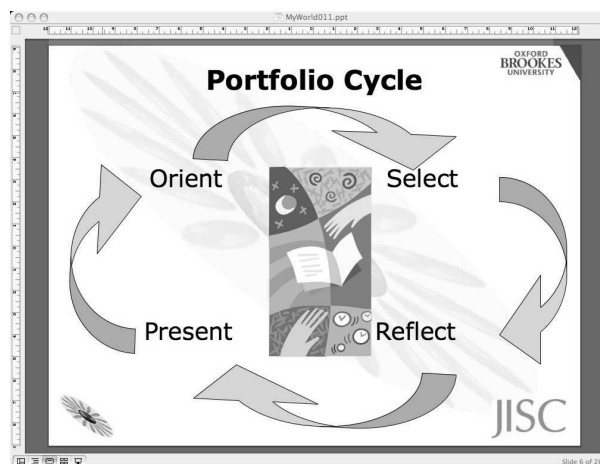 MyWorld011.ppt
Portfolio Cycle
OXFORD
BROOKES
UNIVERSITY
Orient
Select
Present
Reflect
JISC